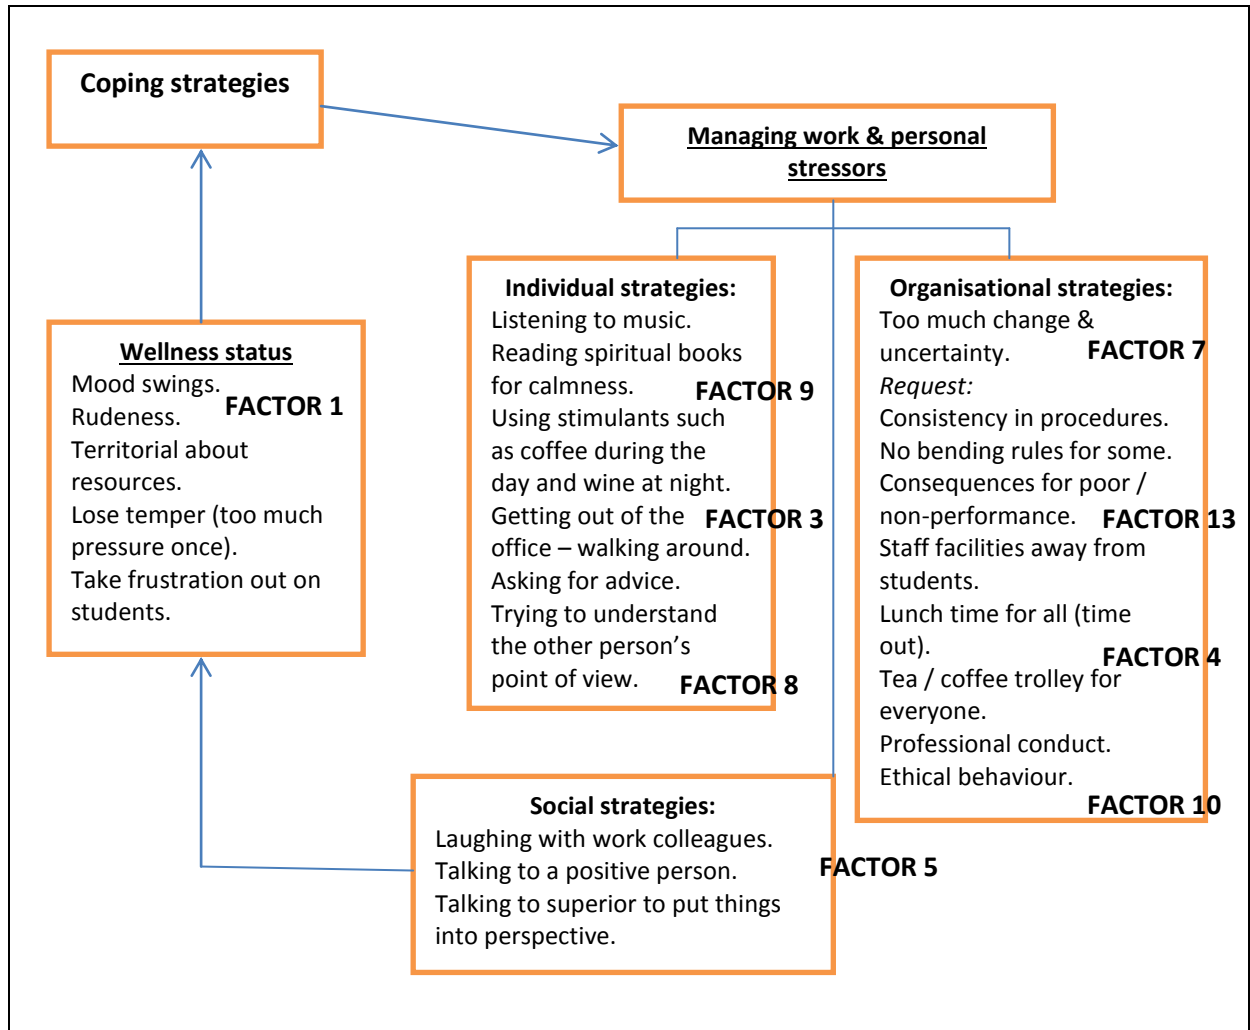 Coping strategies
Managing work & personal
stressors
Wellness status
Mood swings.
FACTOR 1
Rudeness.
Territorial about
resources.
Lose temper (too much
pressure once).
Take frustration out on
students.
Individual strategies:
Listening to music.
Reading spiritual books
for calmness.
FACTOR 9
Using stimulants such
as coffee during the
day and wine at night.
Getting out of the
FACTOR 3
office – walking around.
Asking for advice.
Trying to understand
the other person’s
point of view.
FACTOR 8
Organisational strategies:
Too much change &
uncertainty.
FACTOR 7
Request:
Consistency in procedures.
No bending rules for some.
Consequences for poor /
non-performance.
FACTOR 13
Staff facilities away from
students.
Lunch time for all (time
out).
FACTOR 4
Tea / coffee trolley for
everyone.
Professional conduct.
Ethical behaviour.
FACTOR 10
Social strategies:
Laughing with work colleagues.
Talking to a positive person.
FACTOR 5
Talking to superior to put things
into perspective.